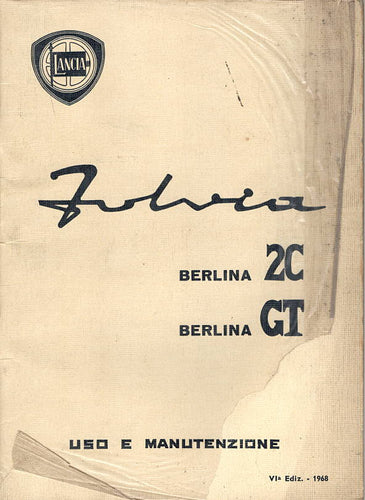 LANCIA
Fulvia
BERLINA 2C
BERLINA GT
USO E MANUTENZIONE
VIª Ediz. - 1968